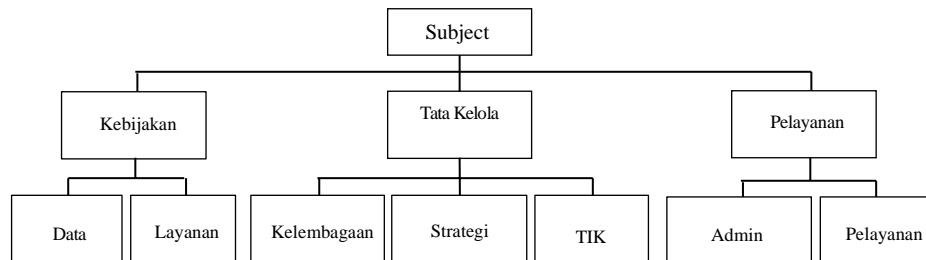 Subject
Kebijakan
Tata Kelola
Pelayanan
Data
Layanan
Kelembagaan
Strategi
TIK
Admin
Pelayanan